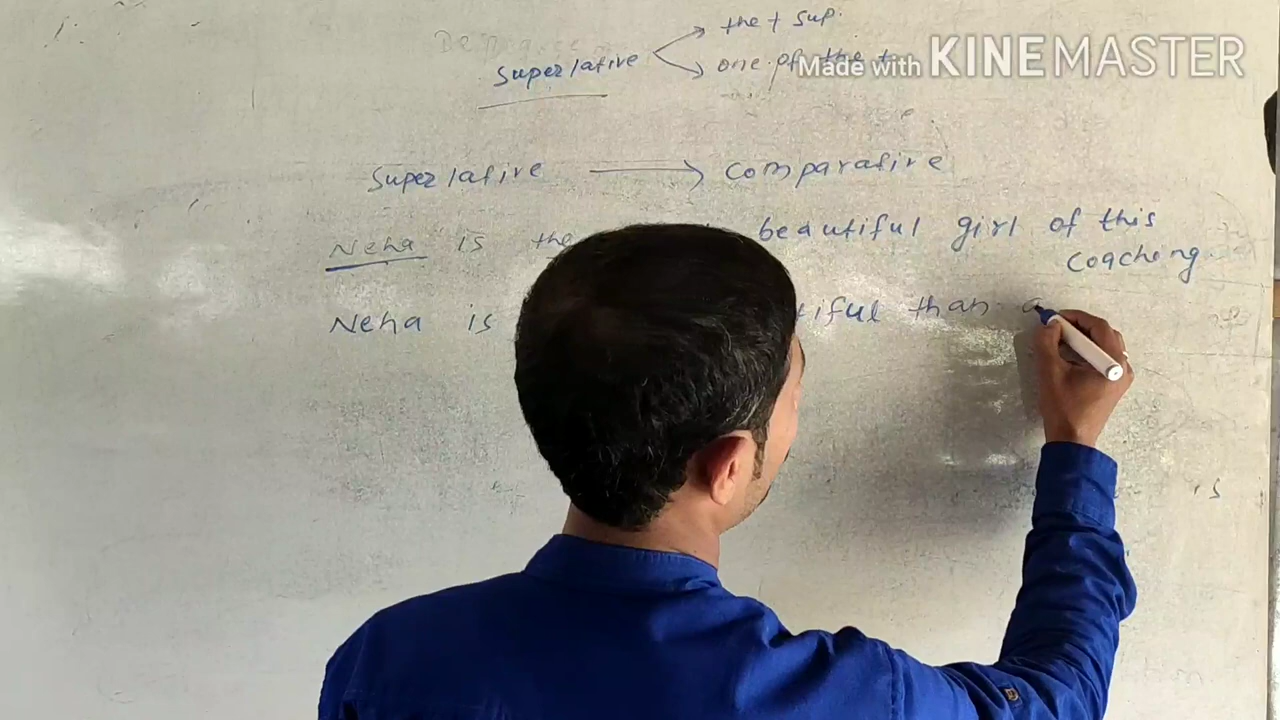 the + sup.
Superlative
one of the +
Made with KINEMASTER
Superlative → Comparative
Neha is the beautiful girl of this
coaching.
Neha is tiful than a
is